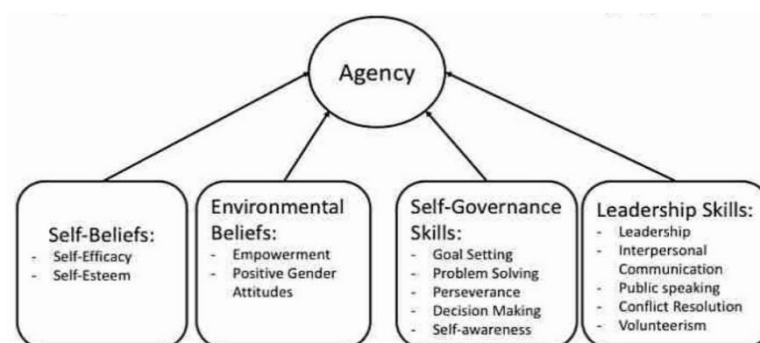 Agency
Self-Beliefs:
- Self-Efficacy
- Self-Esteem
Environmental
Beliefs:
- Empowerment
- Positive Gender
Attitudes
Self-Governance
Skills:
- Goal Setting
- Problem Solving
- Perseverance
- Decision Making
- Self-awareness
Leadership Skills:
- Leadership
- Interpersonal
Communication
- Public speaking
- Conflict Resolution
- Volunteerism